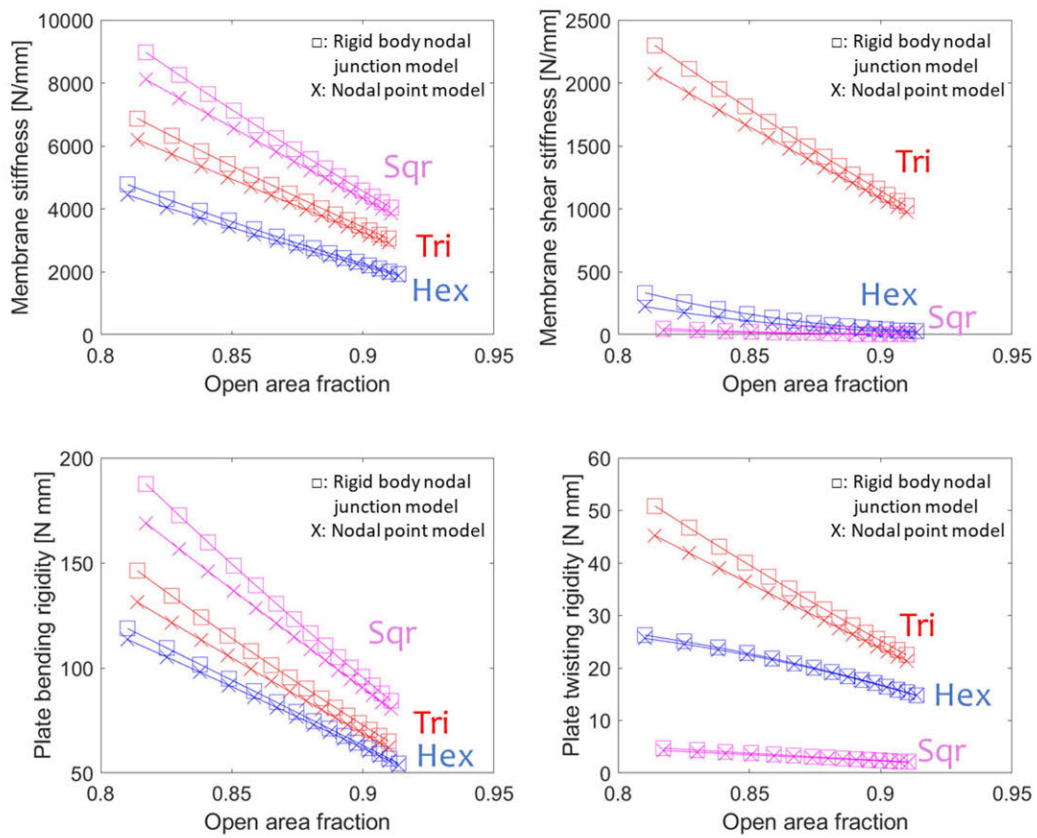 Membrane stiffness [N/mm]
10000
8000
6000
4000
2000
0
□: Rigid body nodal
junction model
X: Nodal point model
Sqr
Tri
Hex
0.8
0.85
0.9
0.95
Open area fraction
Membrane shear stiffness [N/mm]
2500
2000
1500
1000
500
0
□: Rigid body nodal
junction model
X: Nodal point model
Tri
Hex
Sqr
0.8
0.85
0.9
0.95
Open area fraction
Plate bending rigidity [N mm]
200
150
100
50
□: Rigid body nodal
junction model
X: Nodal point model
Sqr
Tri
Hex
0.8
0.85
0.9
0.95
Open area fraction
Plate twisting rigidity [N mm]
60
50
40
30
20
10
0
□: Rigid body nodal
junction model
X: Nodal point model
Tri
Hex
Sqr
0.8
0.85
0.9
0.95
Open area fraction